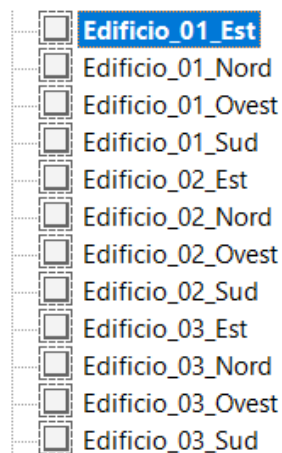 Edificio_01_Est
Edificio_01_Nord
Edificio_01_Ovest
Edificio_01_Sud
Edificio_02_Est
Edificio_02_Nord
Edificio_02_Ovest
Edificio_02_Sud
Edificio_03_Est
Edificio_03_Nord
Edificio_03_Ovest
Edificio_03_Sud